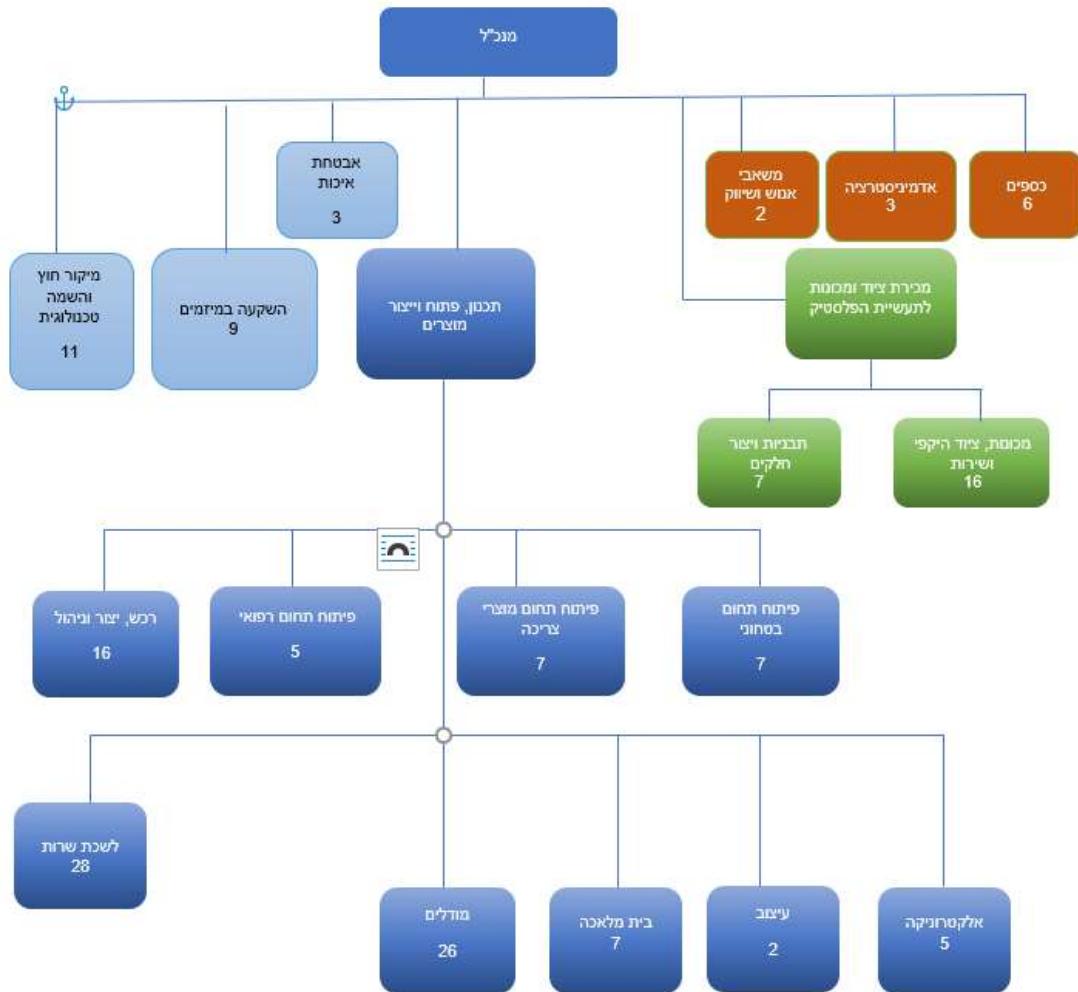 מנכ"ל
כספים
6
אדמיניסטרציה
3
משאבי
אנוש ושיווק
2
אבטחת
איכות
3
מכירת ציוד ומכונות
לתעשיית הפלסטיק
תכנון, פתוח וייצור
מוצרים
השקעה במיזמים
9
מיקור חוץ
והשמה
טכנולוגית
11
מכונות, ציוד היקפי
ושירות
16
תבניות ויצור
חלקים
7
פיתוח תחום
בטחוני
7
פיתוח תחום מוצרי
צריכה
7
פיתוח תחום רפואי
5
רכש, יצור וניהול
16
לשכת שרות
28
אלקטרוניקה
5
עיצוב
2
בית מלאכה
7
מודלים
26